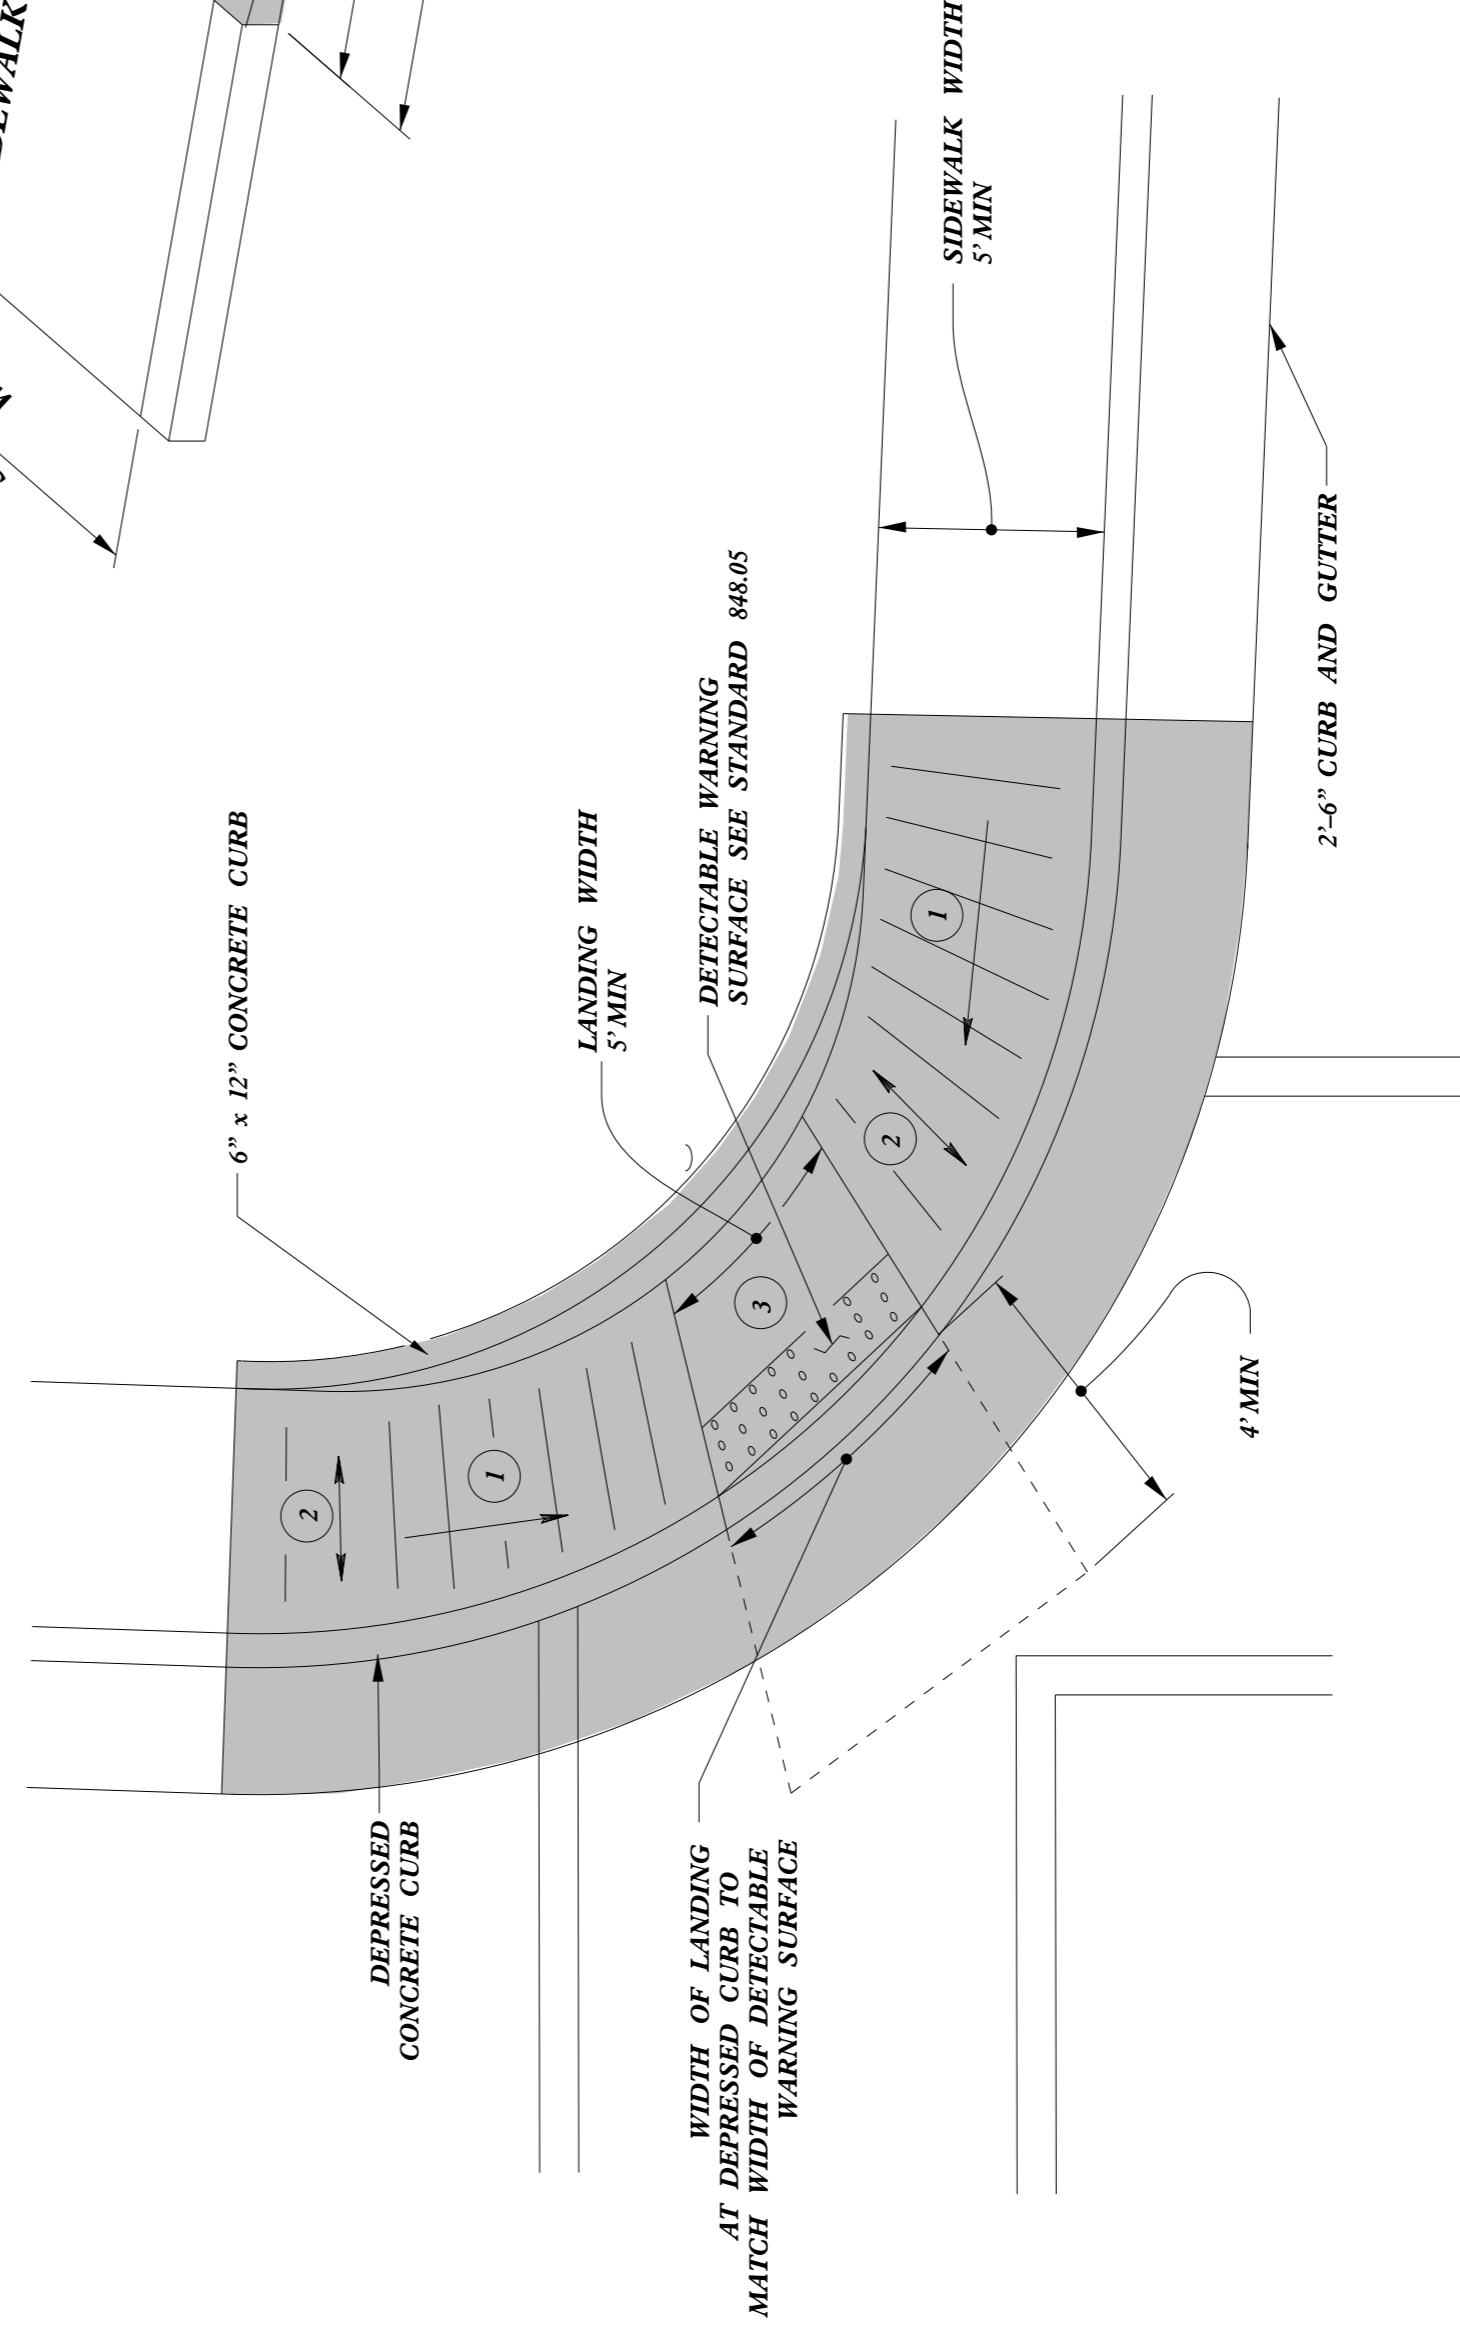 6” x 12” CONCRETE CURB
LANDING WIDTH
5’ MIN
DETECTABLE WARNING
SURFACE SEE STANDARD 848.05
SIDEWALK WIDTH
5’ MIN
2’–6” CURB AND GUTTER
1
2
3
1
2
4’ MIN
DEPRESSED
CONCRETE CURB
WIDTH OF LANDING
AT DEPRESSED CURB TO
MATCH WIDTH OF DETECTABLE
WARNING SURFACE